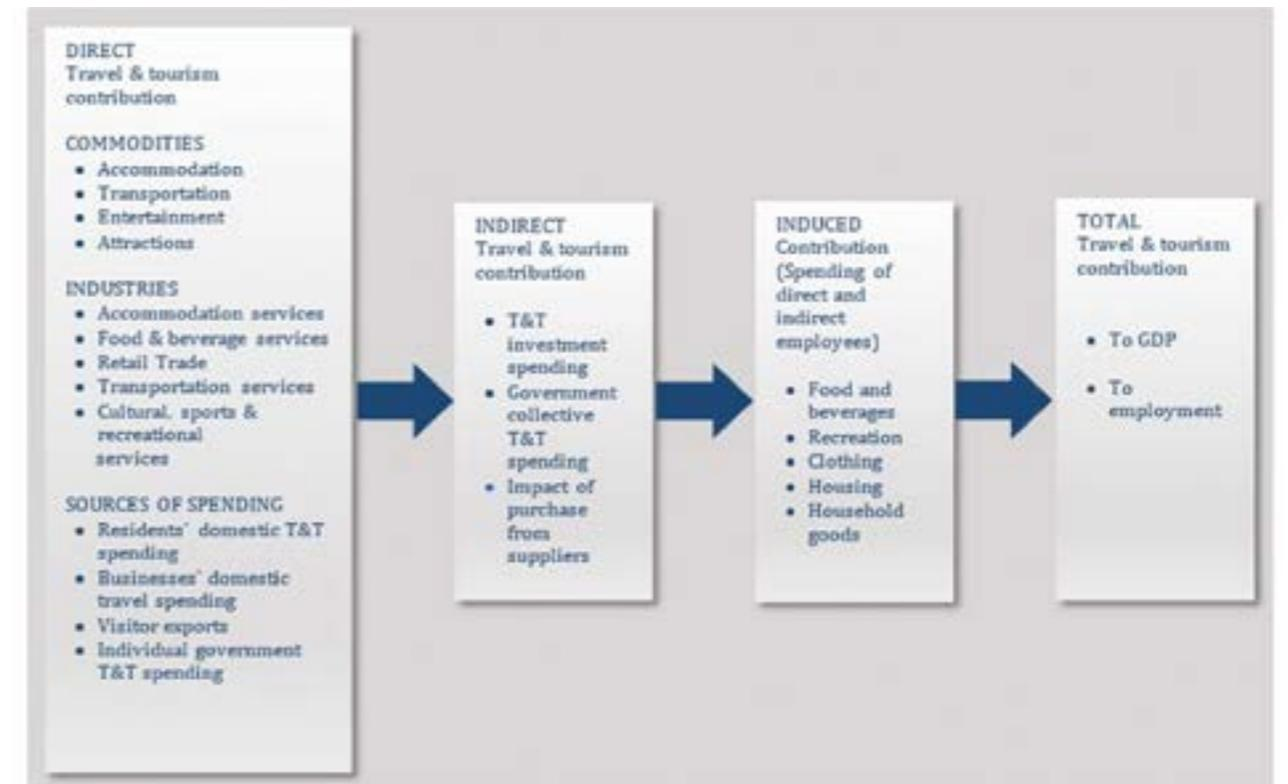 DIRECT
Travel & tourism
contribution
COMMODITIES
• Accommodation
• Transportation
• Entertainment
• Attractions
INDUSTRIES
• Accommodation services
• Food & beverage services
• Retail Trade
• Transportation services
• Cultural, sports &
recreational
services
SOURCES OF SPENDING
• Residents' domestic T&T
spending
• Businesses' domestic
travel spending
• Visitor exports
• Individual government
T&T spending
INDIRECT
Travel & tourism
contribution
• T&T
investment
spending
• Government
collective
T&T
spending
• Impact of
purchase
from
suppliers
INDUCED
Contribution
(Spending of
direct and
indirect
employees)
• Food and
beverages
• Recreation
• Clothing
• Housing
• Household
goods
TOTAL
Travel & tourism
contribution
• To GDP
• To
employment